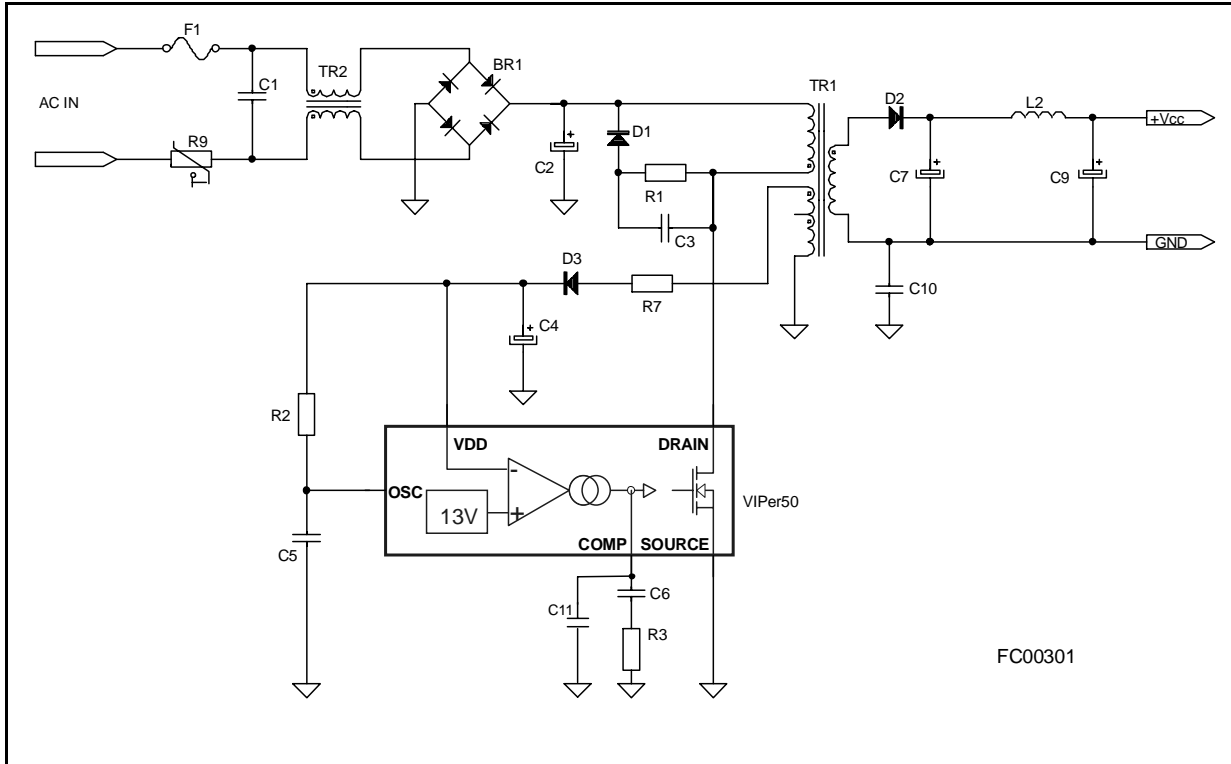 F1
BR1
TR2
TR1
C1
AC IN
D2
L2
+Vcc
D1
R9
T
C2
C7
C9
R1
C3
GND
D3
C10
R7
C4
R2
VDD
DRAIN
-
OSC
VIPer50
13V
+
COMP
SOURCE
C5
C6
C11
R3
FC00301